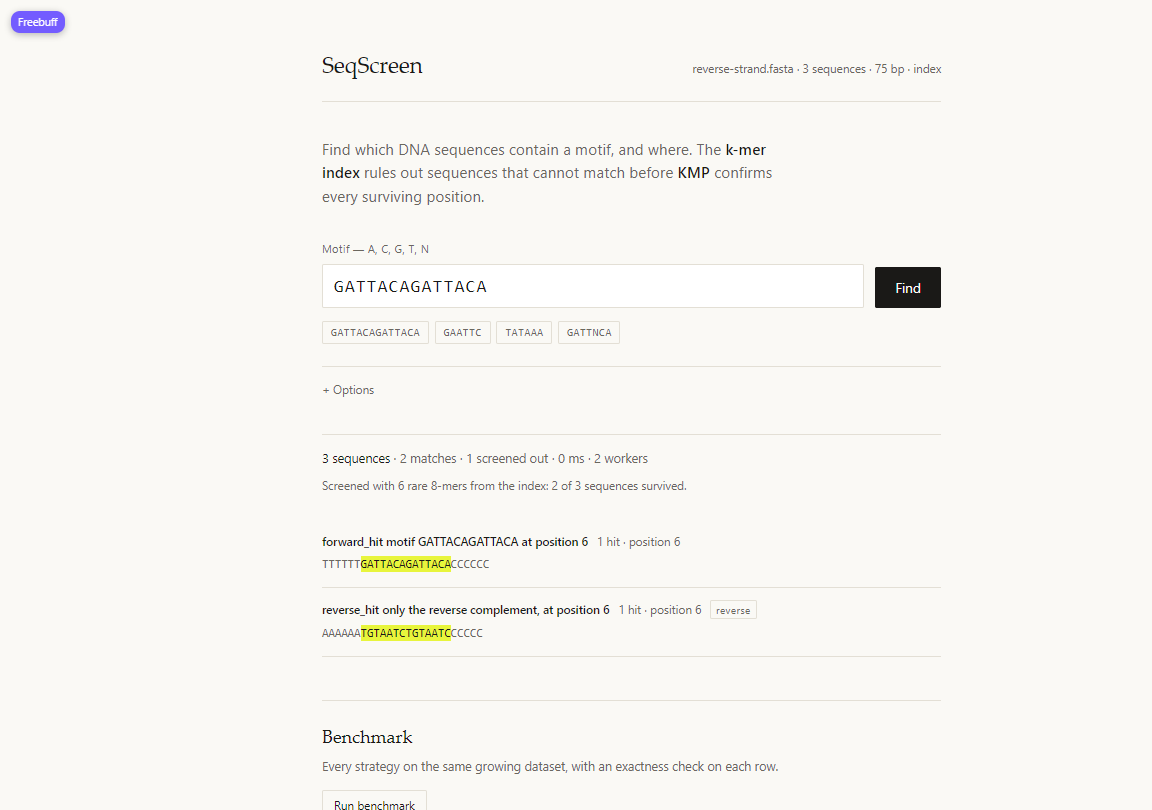 Freebuff
SeqScreen
reverse-strand.fasta · 3 sequences · 75 bp · index
Find which DNA sequences contain a motif, and where. The k-mer
index rules out sequences that cannot match before KMP confirms
every surviving position.
Motif — A, C, G, T, N
GATTACAGATTACA
Find
GATTACAGATTACA GAATTC TATAAA GATTNCA
+ Options
3 sequences · 2 matches · 1 screened out · 0 ms · 2 workers
Screened with 6 rare 8-mers from the index: 2 of 3 sequences survived.
forward_hit motif GATTACAGATTACA at position 6 1 hit · position 6
TTTTTTGATTACAGATTACACCCCCC
reverse_hit only the reverse complement, at position 6 1 hit · position 6 reverse
AAAAAATGTAATCTGTAATCCCCCC
Benchmark
Every strategy on the same growing dataset, with an exactness check on each row.
Run benchmark